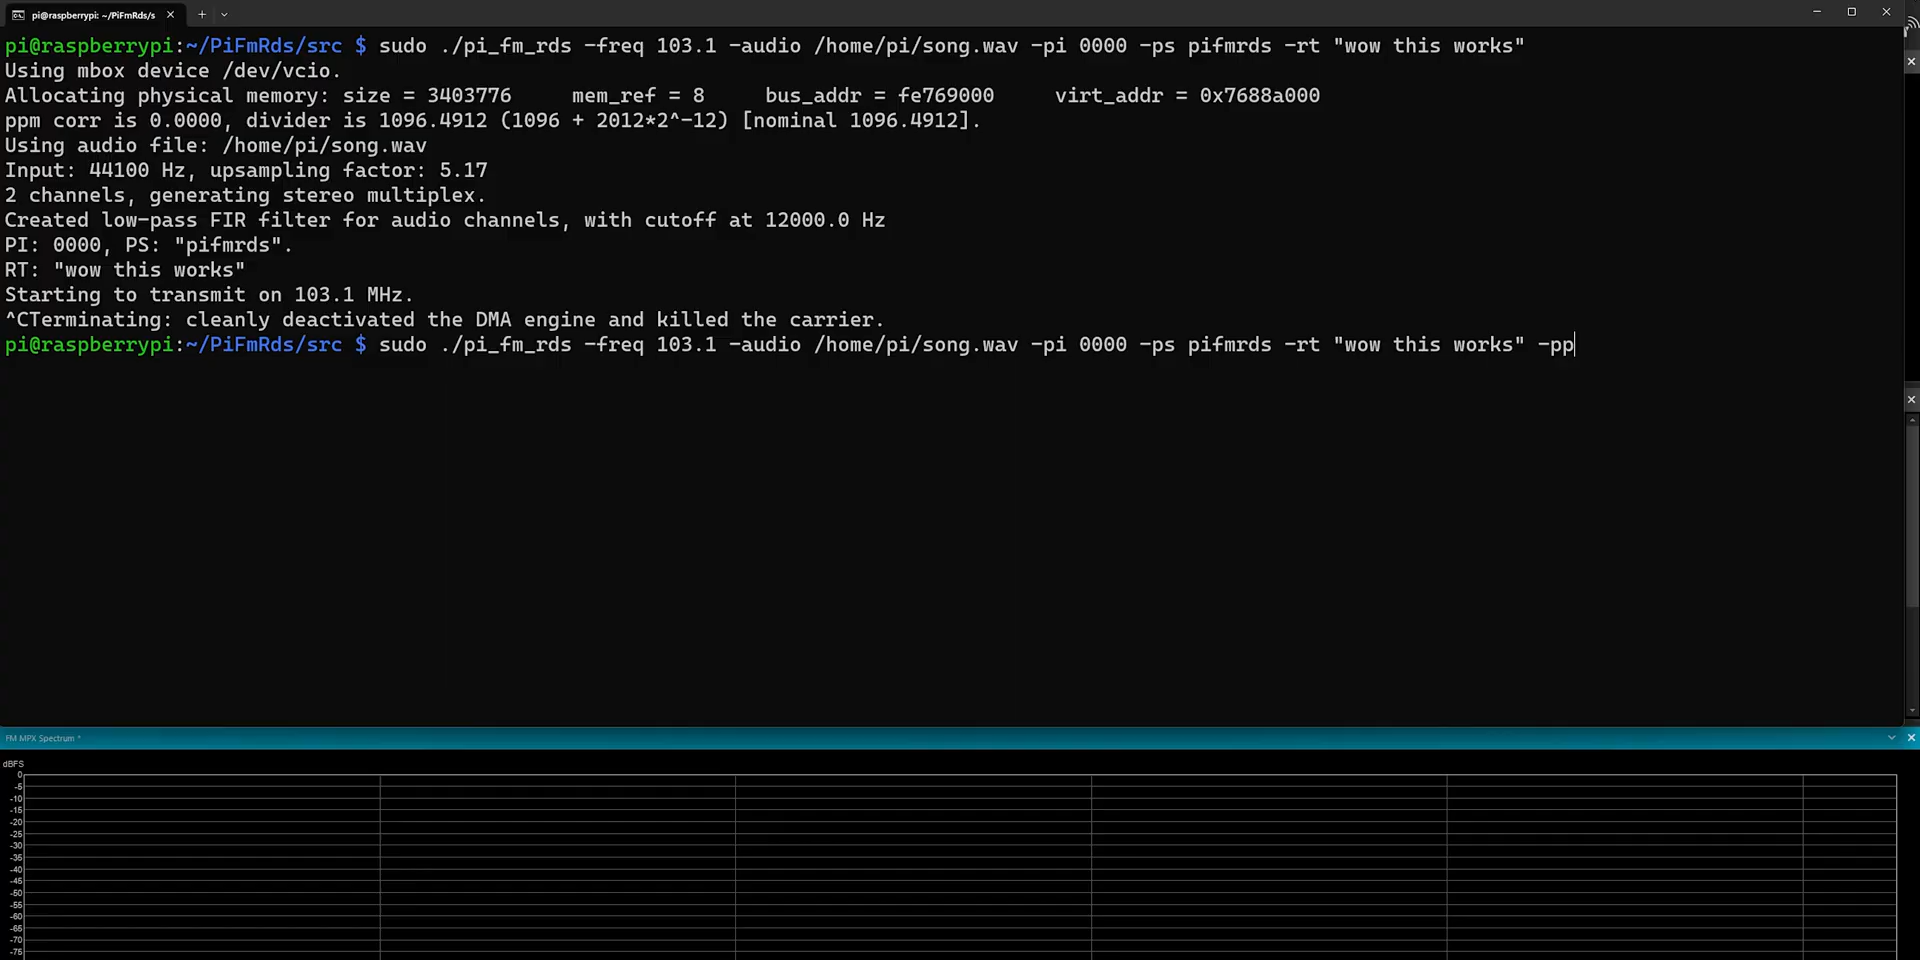 pi@raspberrypi: ~/PiFmRds/s
pi@raspberrypi:~/PiFmRds/src $ sudo ./pi_fm_rds -freq 103.1 -audio /home/pi/song.wav -pi 0000 -ps pifmrds -rt "wow this works"
Using mbox device /dev/vcio.
Allocating physical memory: size = 3403776     mem_ref = 8     bus_addr = fe769000     virt_addr = 0x7688a000
ppm corr is 0.0000, divider is 1096.4912 (1096 + 2012*2^-12) [nominal 1096.4912].
Using audio file: /home/pi/song.wav
Input: 44100 Hz, upsampling factor: 5.17
2 channels, generating stereo multiplex.
Created low-pass FIR filter for audio channels, with cutoff at 12000.0 Hz
PI: 0000, PS: "pifmrds".
RT: "wow this works"
Starting to transmit on 103.1 MHz.
^CTerminating: cleanly deactivated the DMA engine and killed the carrier.
pi@raspberrypi:~/PiFmRds/src $ sudo ./pi_fm_rds -freq 103.1 -audio /home/pi/song.wav -pi 0000 -ps pifmrds -rt "wow this works" -pp
FM MPX Spectrum *
dBFS
0
-5
-10
-15
-20
-25
-30
-35
-40
-45
-50
-55
-60
-65
-70
-75